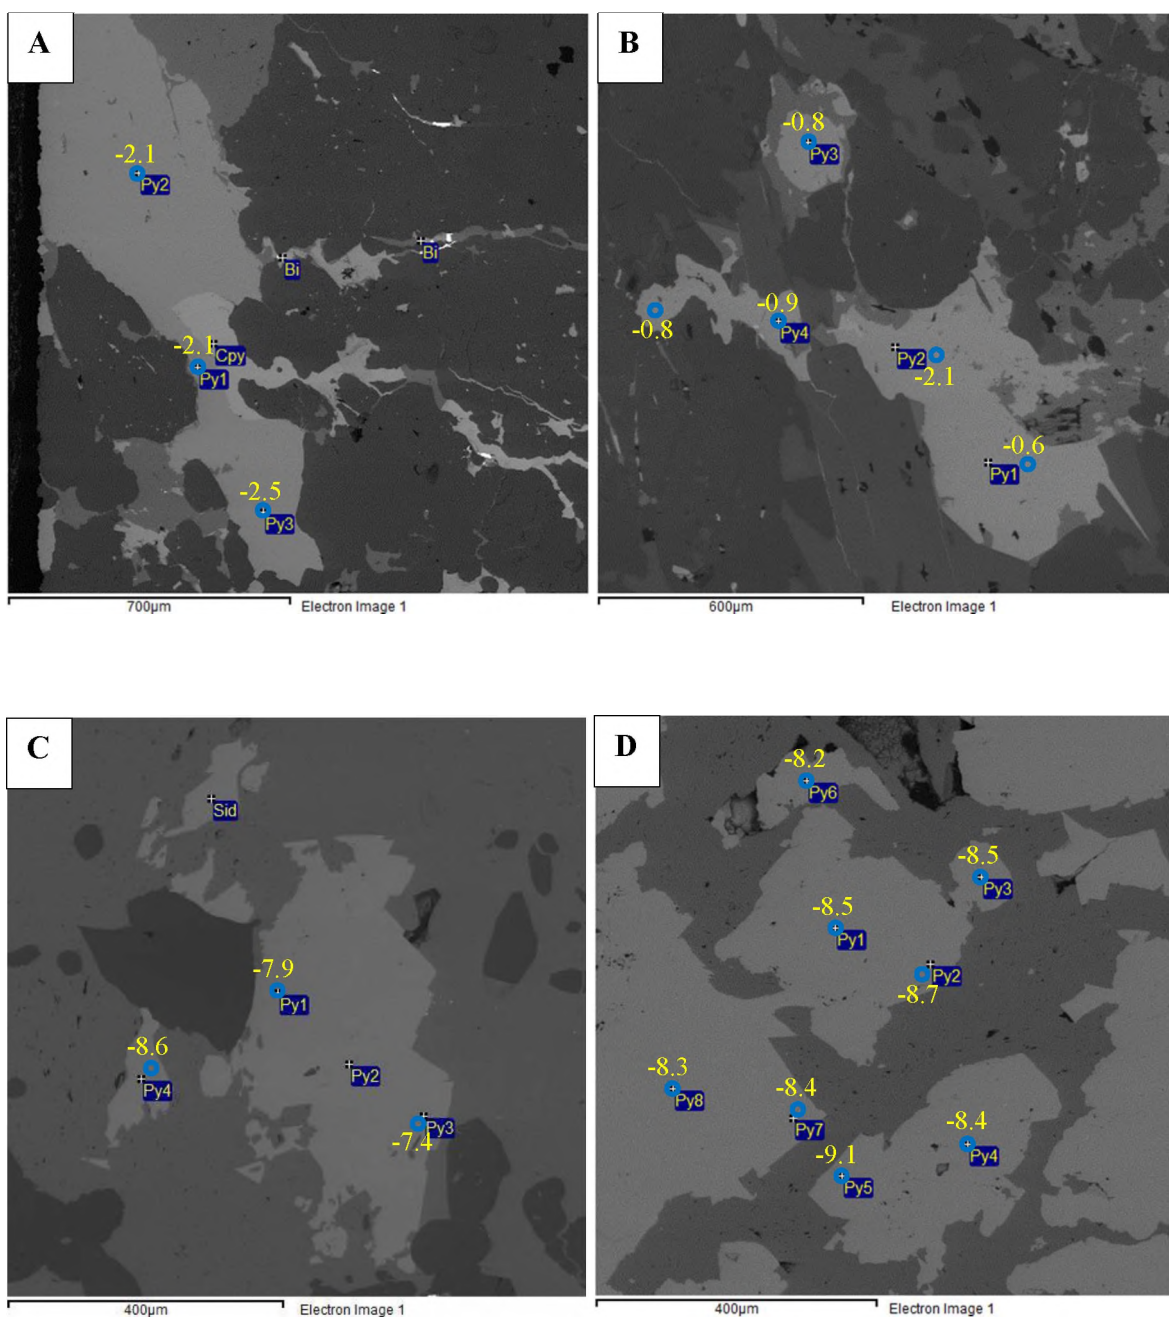 A
-2.1
Py2
Bi
Bi
Cpy
-2.1
Py1
-2.5
Py3
700µm
Electron Image 1
B
-0.8
Py3
-0.8
-0.9
Py4
Py2
-2.1
-0.6
Py1
600µm
Electron Image 1
C
Sid
-7.9
Py1
-8.6
Py4
Py2
Py3
-7.4
400µm
Electron Image 1
D
-8.2
Py6
-8.5
Py3
-8.5
Py1
Py2
-8.7
-8.3
Py8
-8.4
Py7
-8.4
Py4
-9.1
Py5
400µm
Electron Image 1